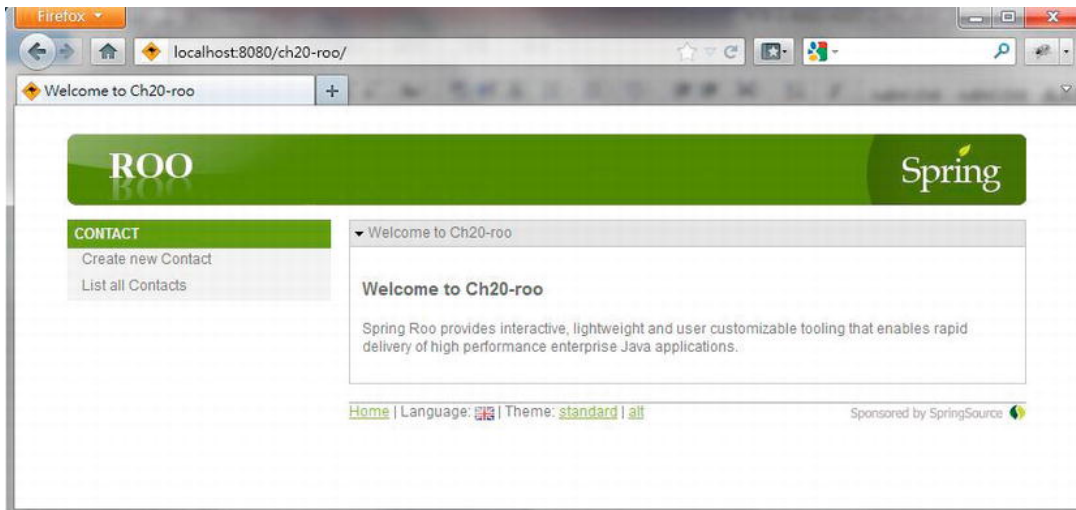 Firefox
localhost:8080/ch20-roo/
Welcome to Ch20-roo
ROO
Spring
CONTACT
Create new Contact
List all Contacts
Welcome to Ch20-roo
Welcome to Ch20-roo
Spring Roo provides interactive, lightweight and user customizable tooling that enables rapid
delivery of high performance enterprise Java applications.
Home | Language: | Theme: standard | alt
Sponsored by SpringSource